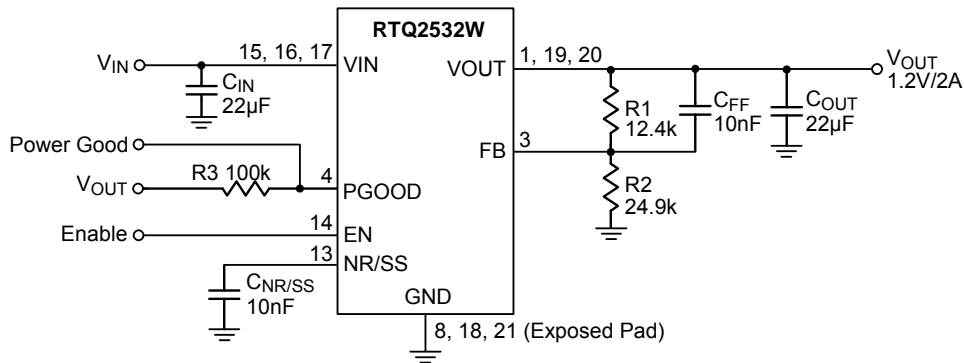 RTQ2532W
VIN
15, 16, 17
VIN
CIN
22µF
VOUT
1, 19, 20
VOUT
1.2V/2A
R1
12.4k
CFF
10nF
COUT
22µF
FB
3
R2
24.9k
Power Good
VOUT
R3 100k
4
PGOOD
Enable
14
EN
13
NR/SS
CNR/SS
10nF
GND
8, 18, 21 (Exposed Pad)